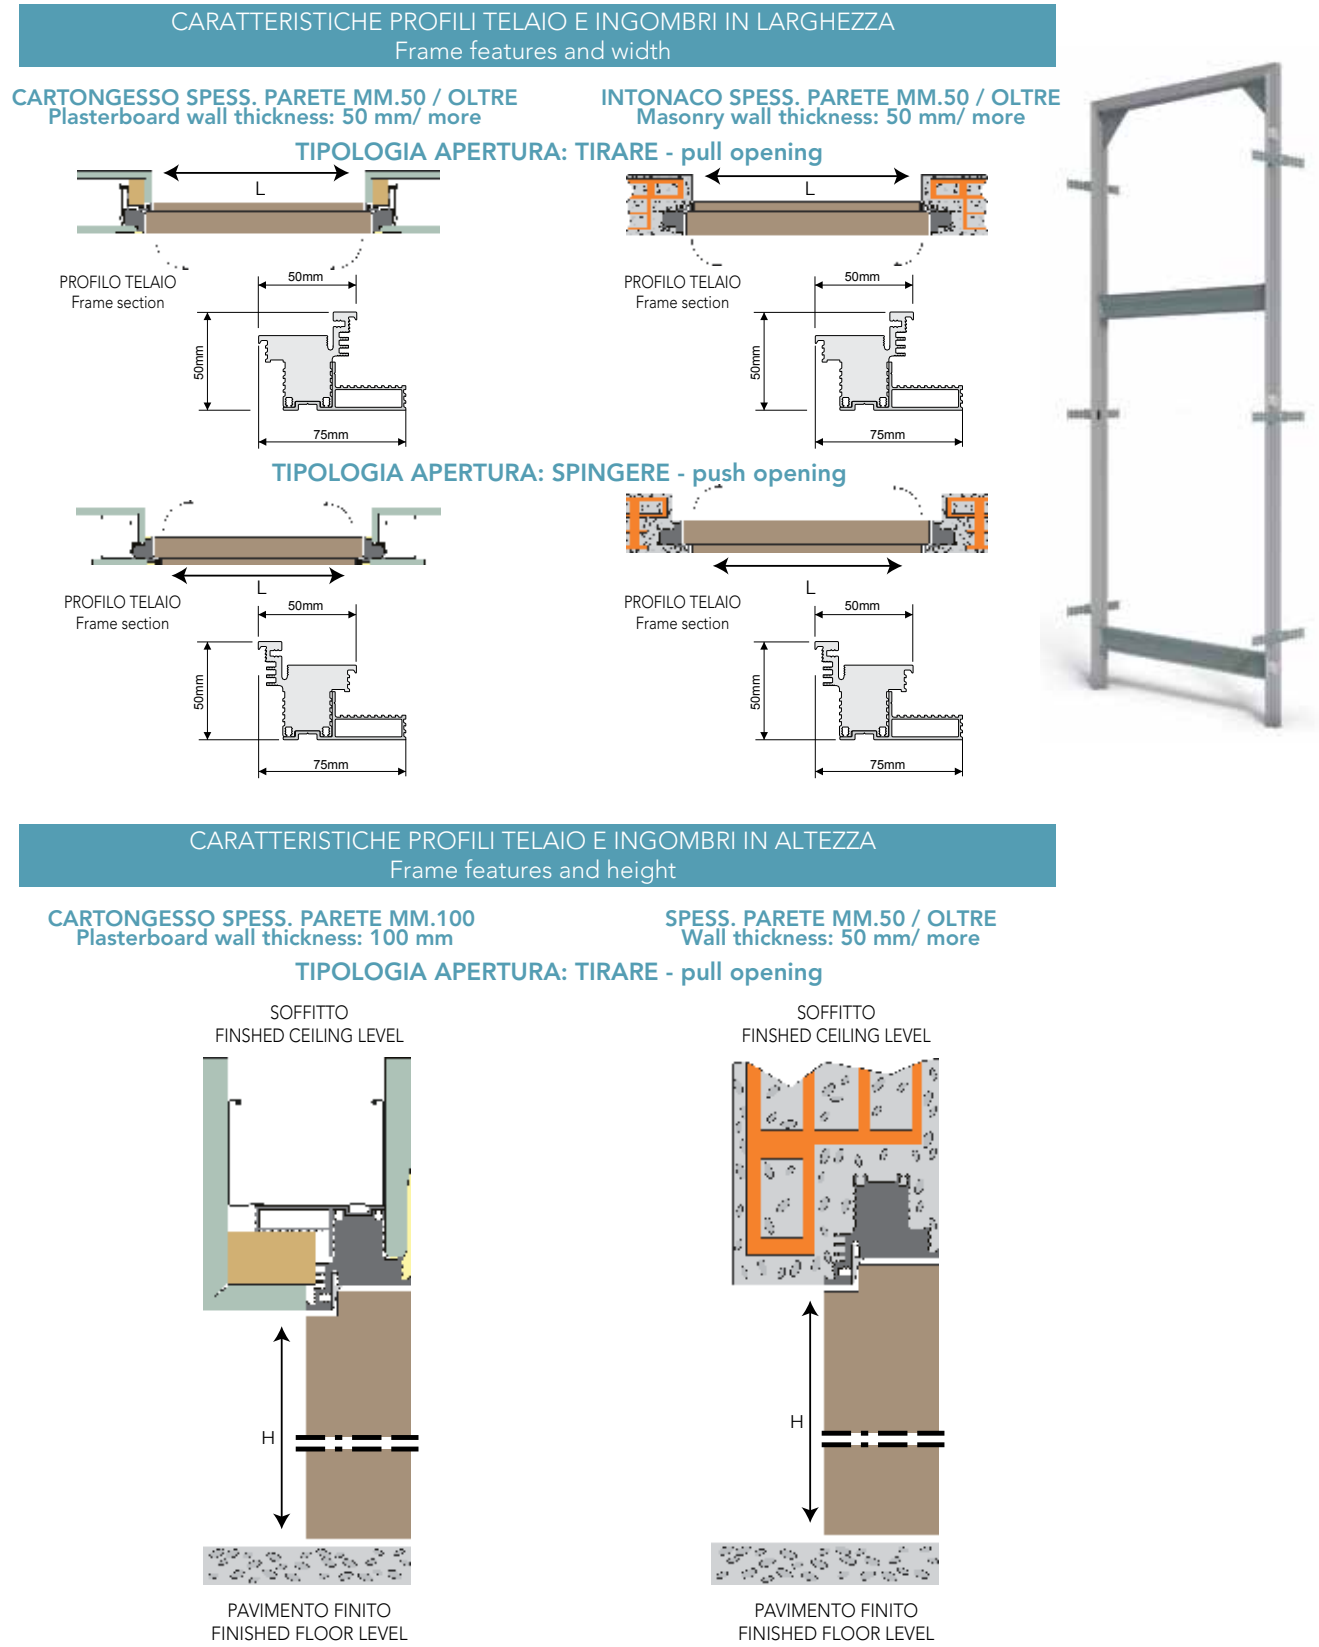 CARATTERISTICHE PROFILI TELAIO E INGOMBRI IN LARGHEZZA
Frame features and width
CARTONGESSO SPESS. PARETE MM.50 / OLTRE
Plasterboard wall thickness: 50 mm/ more
INTONACO SPESS. PARETE MM.50 / OLTRE
Masonry wall thickness: 50 mm/ more
TIPOLOGIA APERTURA: TIRARE - pull opening
L
L
PROFILO TELAIO
Frame section
50mm
50mm
75mm
PROFILO TELAIO
Frame section
50mm
50mm
75mm
TIPOLOGIA APERTURA: SPINGERE - push opening
L
L
PROFILO TELAIO
Frame section
50mm
50mm
75mm
PROFILO TELAIO
Frame section
50mm
50mm
75mm
CARATTERISTICHE PROFILI TELAIO E INGOMBRI IN ALTEZZA
Frame features and height
CARTONGESSO SPESS. PARETE MM.100
Plasterboard wall thickness: 100 mm
SPESS. PARETE MM.50 / OLTRE
Wall thickness: 50 mm/ more
TIPOLOGIA APERTURA: TIRARE - pull opening
SOFFITTO
FINSHED CEILING LEVEL
SOFFITTO
FINSHED CEILING LEVEL
H
H
PAVIMENTO FINITO
FINISHED FLOOR LEVEL
PAVIMENTO FINITO
FINISHED FLOOR LEVEL